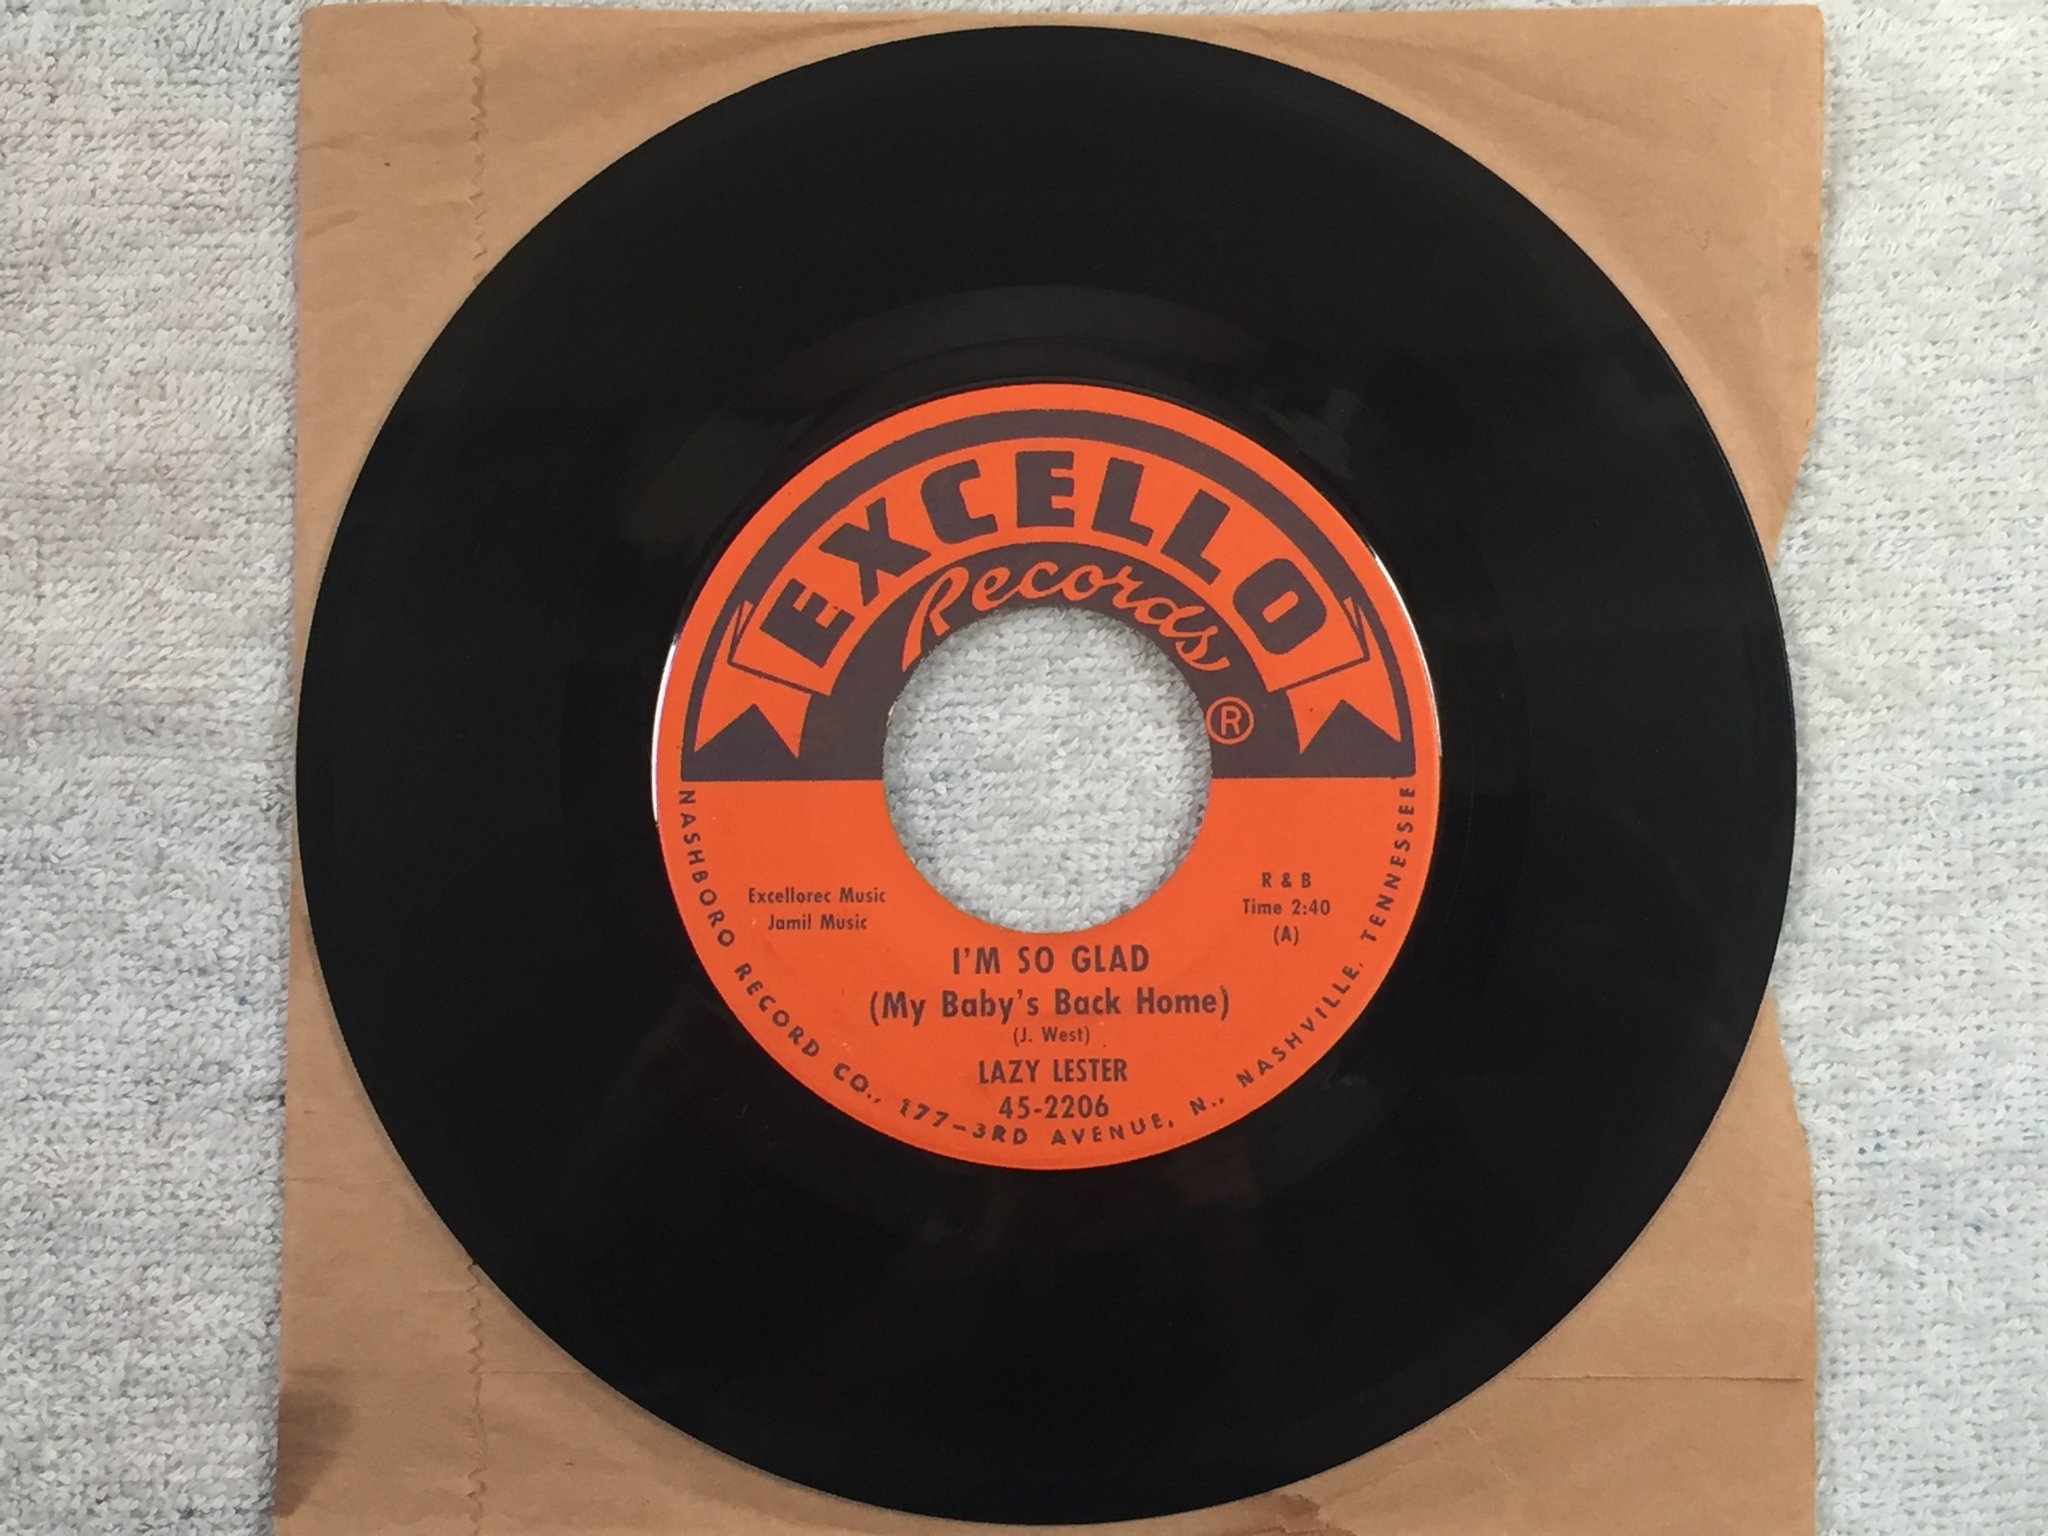 EXCELLO
Records
®
Excellorec Music
Jamil Music
R & B
Time 2:40
(A)
I'M SO GLAD
(My Baby's Back Home)
(J. West)
LAZY LESTER
45-2206
NASHBORO RECORD CO., 177-3RD AVENUE, N., NASHVILLE, TENNESSEE